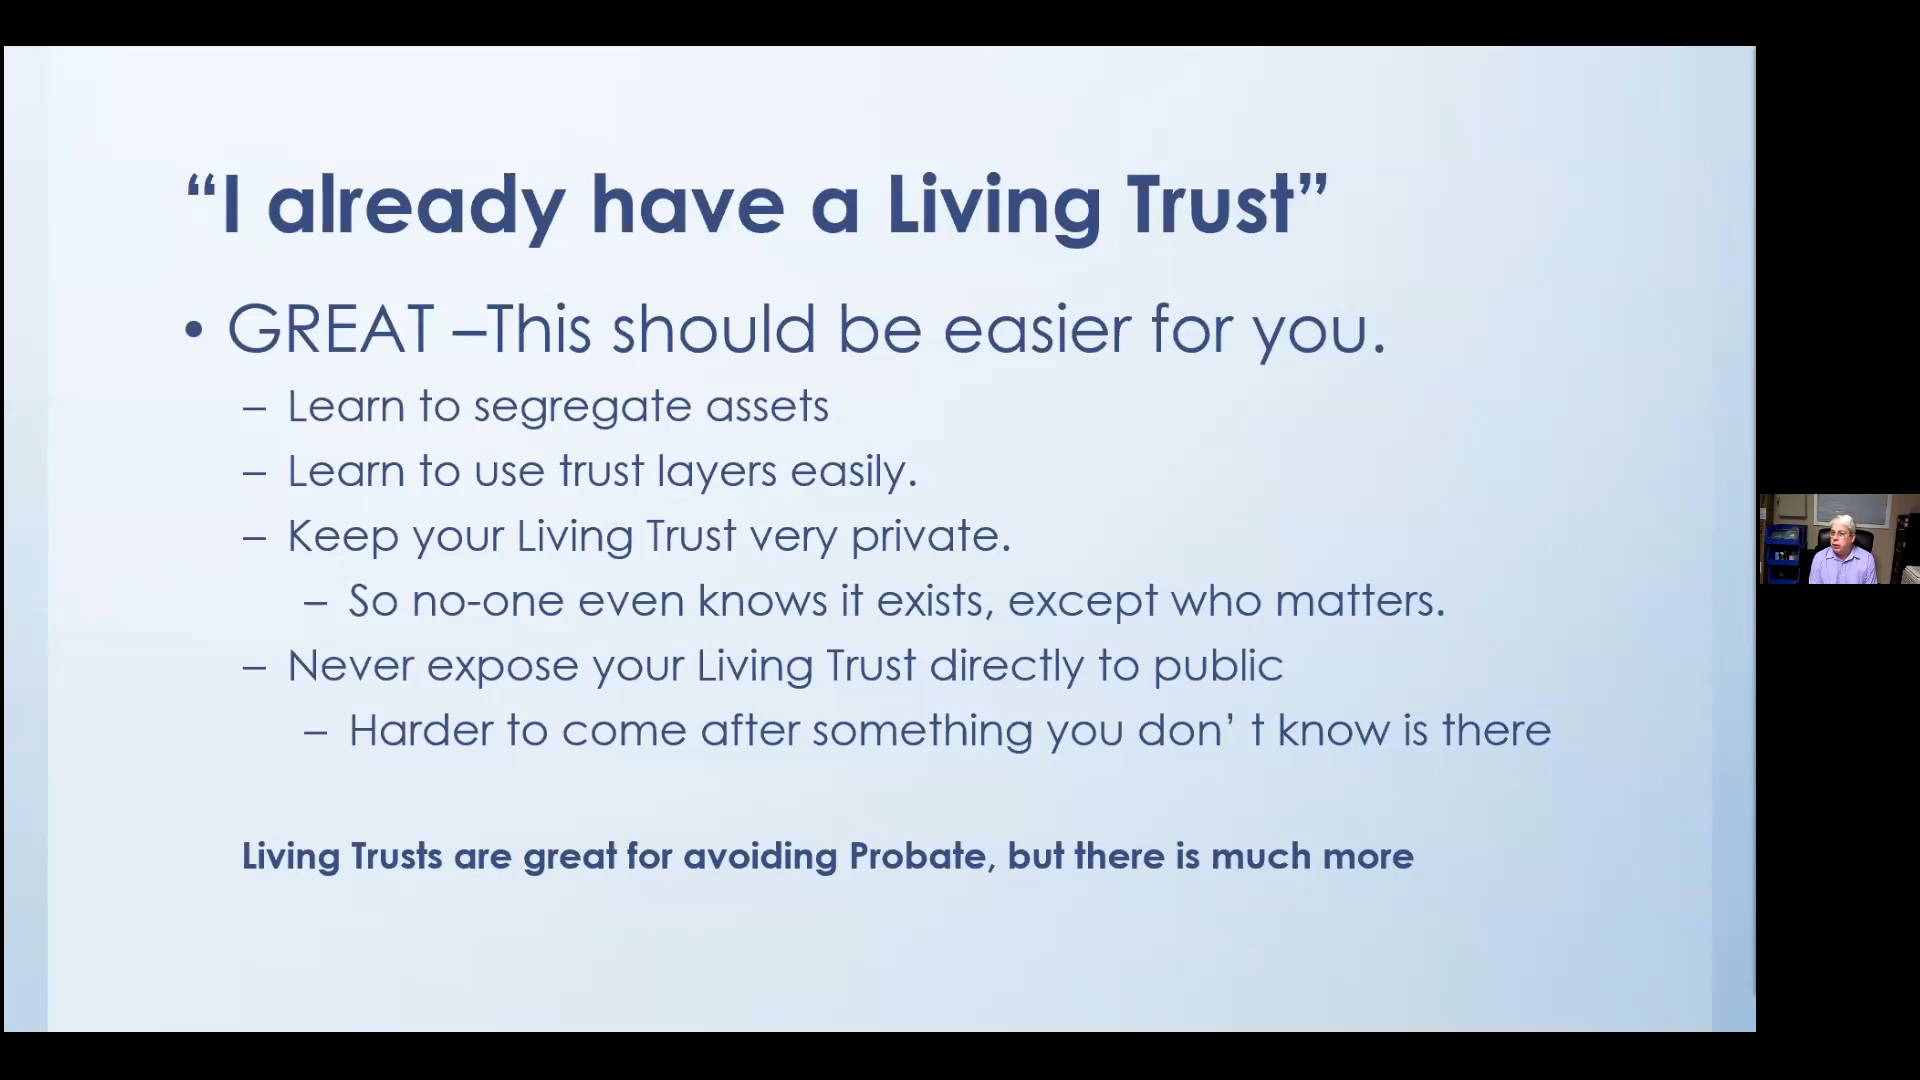 “I already have a Living Trust”
• GREAT –This should be easier for you.
– Learn to segregate assets
– Learn to use trust layers easily.
– Keep your Living Trust very private.
– So no-one even knows it exists, except who matters.
– Never expose your Living Trust directly to public
– Harder to come after something you don’ t know is there
Living Trusts are great for avoiding Probate, but there is much more